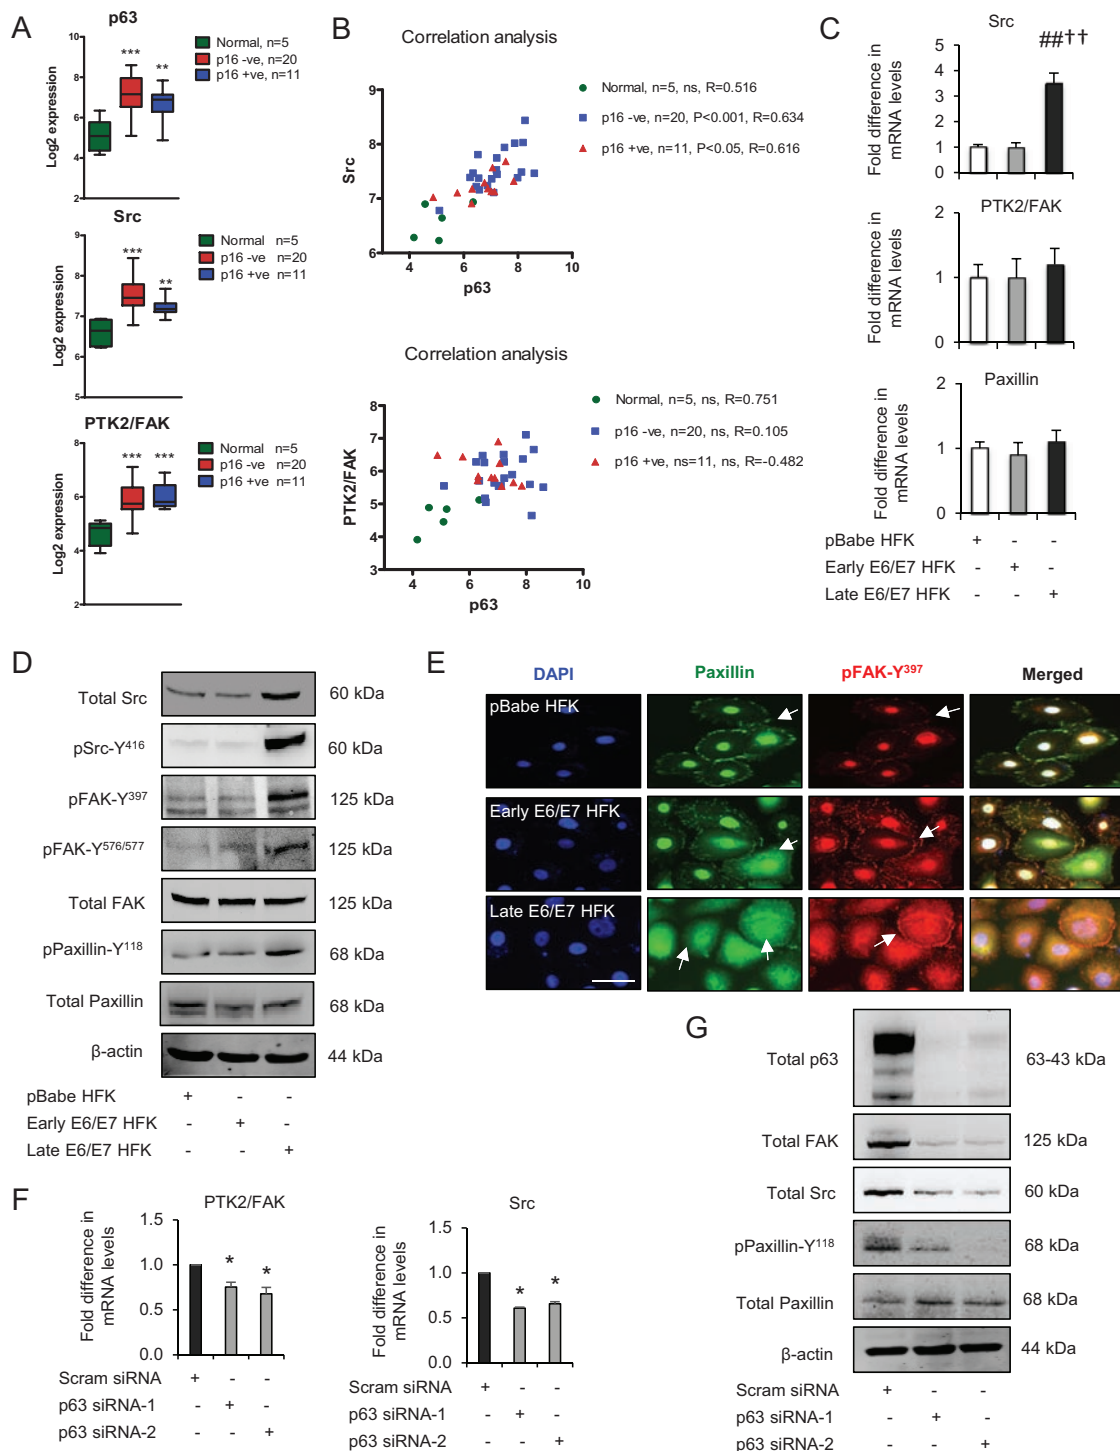 A
p63
Log2 expression
10
8
6
4
2
***
**
Normal, n=5
p16 -ve, n=20
p16 +ve, n=11
Src
Log2 expression
9
8
7
6
5
***
**
Normal n=5
p16 -ve n=20
p16 +ve n=11
PTK2/FAK
Log2 expression
8
6
4
2
***
***
Normal n=5
p16 -ve n=20
p16 +ve n=11
B
Correlation analysis
Src
9
8
7
6
4 6 8 10
p63
Normal, n=5, ns, R=0.516
p16 -ve, n=20, P<0.001, R=0.634
p16 +ve, n=11, P<0.05, R=0.616
Correlation analysis
PTK2/FAK
8
7
6
5
4
3
4 6 8 10
p63
Normal, n=5, ns, R=0.751
p16 -ve, n=20, ns, R=0.105
p16 +ve, ns=11, ns, R=-0.482
C
Src
##††
Fold difference in
mRNA levels
5
4
3
2
1
0
PTK2/FAK
Fold difference in
mRNA levels
2
1
0
Paxillin
Fold difference in
mRNA levels
2
1
0
pBabe HFK + - -
Early E6/E7 HFK - + -
Late E6/E7 HFK - - +
D
Total Src 60 kDa
pSrc-Y416 60 kDa
pFAK-Y397 125 kDa
pFAK-Y576/577 125 kDa
Total FAK 125 kDa
pPaxillin-Y118 68 kDa
Total Paxillin 68 kDa
β-actin 44 kDa
pBabe HFK + - -
Early E6/E7 HFK - + -
Late E6/E7 HFK - - +
E
DAPI Paxillin pFAK-Y397 Merged
pBabe HFK
Early E6/E7 HFK
Late E6/E7 HFK
F
PTK2/FAK
Fold difference in
mRNA levels
1.5
1.0
0.5
0.0
* *
Scram siRNA + - -
p63 siRNA-1 - + -
p63 siRNA-2 - - +
Src
Fold difference in
mRNA levels
1.5
1.0
0.5
0.0
* *
Scram siRNA + - -
p63 siRNA-1 - + -
p63 siRNA-2 - - +
G
Total p63 63-43 kDa
Total FAK 125 kDa
Total Src 60 kDa
pPaxillin-Y118 68 kDa
Total Paxillin 68 kDa
β-actin 44 kDa
Scram siRNA + - -
p63 siRNA-1 - + -
p63 siRNA-2 - - +